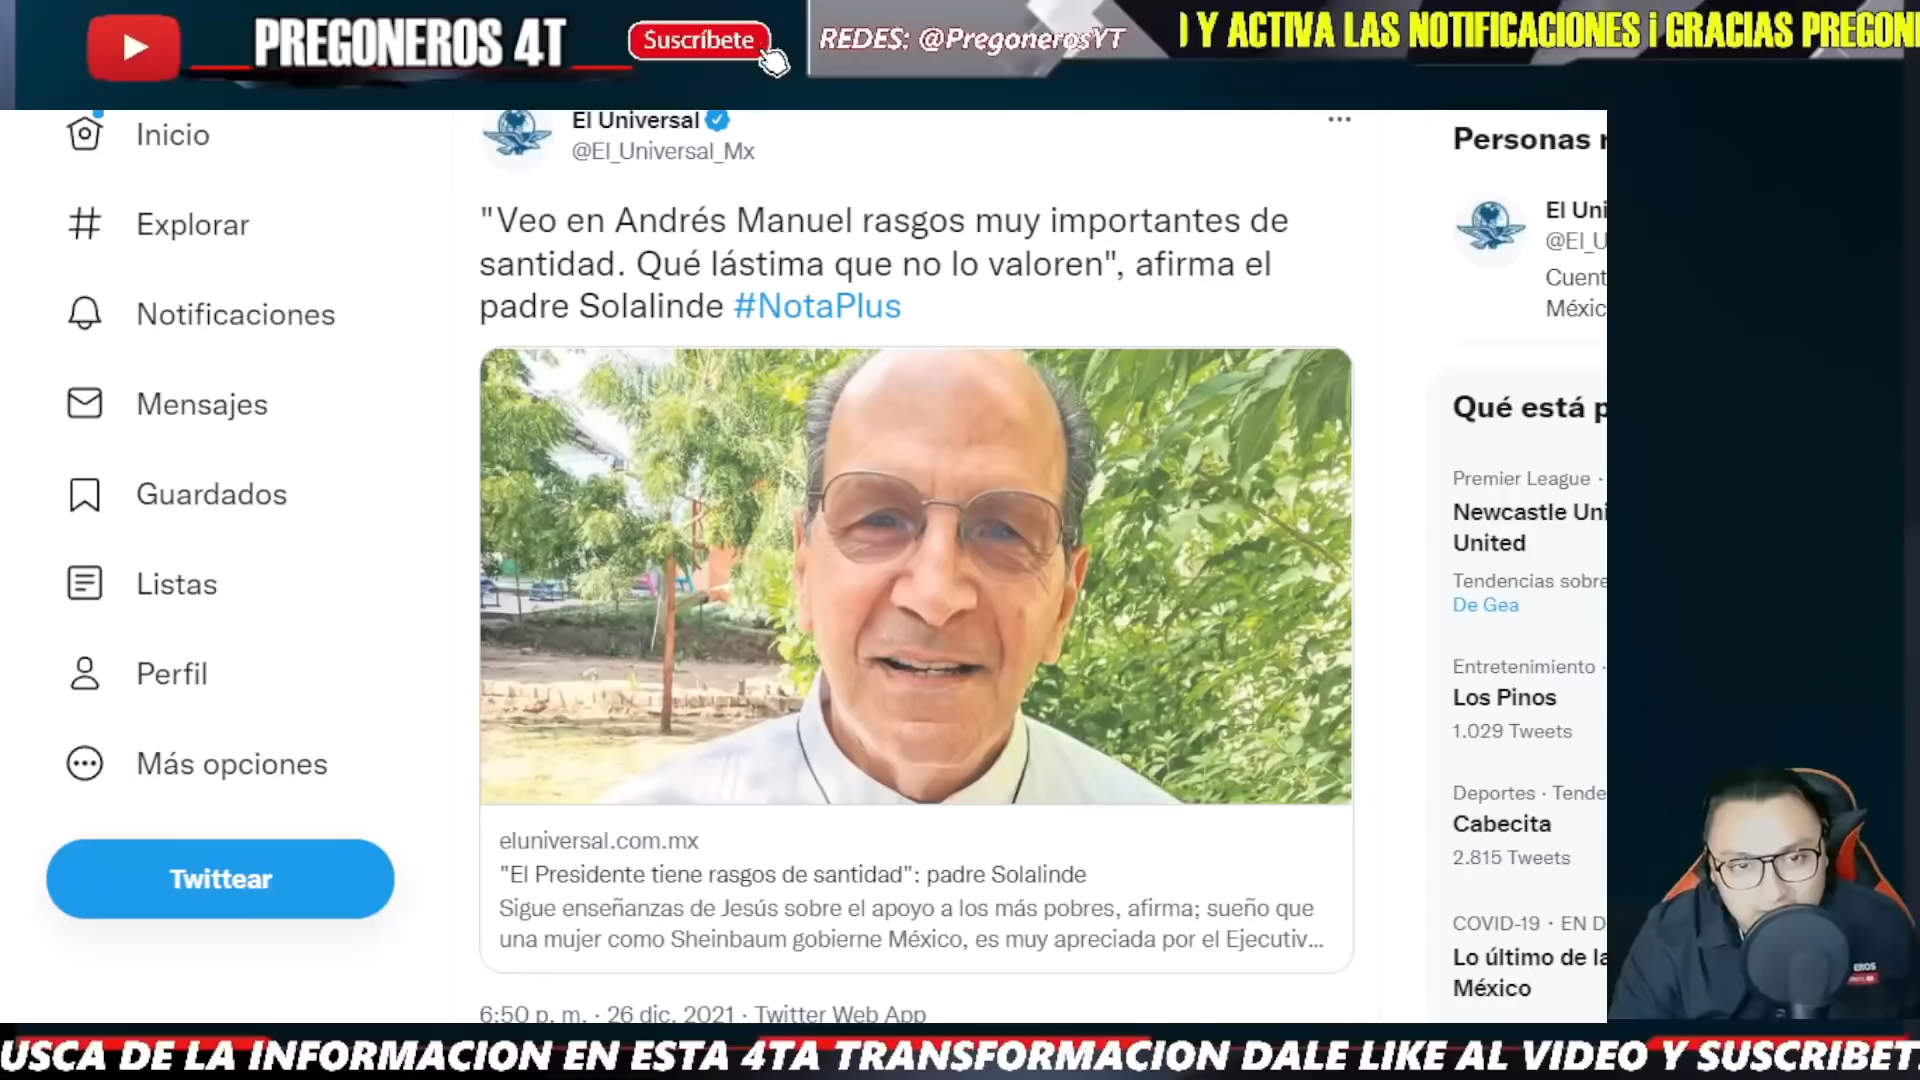 PREGONEROS 4T
Suscríbete
REDES: @PregonerosYT
Y ACTIVA LAS NOTIFICACIONES ¡ GRACIAS
Inicio
Explorar
Notificaciones
Mensajes
Guardados
Listas
Perfil
Más opciones
Twittear
El Universal
@El_Universal_Mx
"Veo en Andrés Manuel rasgos muy importantes de
santidad. Qué lástima que no lo valoren", afirma el
padre Solalinde #NotaPlus
eluniversal.com.mx
"El Presidente tiene rasgos de santidad": padre Solalinde
Sigue enseñanzas de Jesús sobre el apoyo a los más pobres, afirma; sueño que
una mujer como Sheinbaum gobierne México, es muy apreciada por el Ejecutiv...
6:50 p. m. · 26 dic. 2021 · Twitter Web App
Personas
El Uni
@El_U
Cuent
Méxic
Qué está
Premier League ·
Newcastle Uni
United
Tendencias sobre
De Gea
Entretenimiento ·
Los Pinos
1.029 Tweets
Deportes · Tende
Cabecita
2.815 Tweets
COVID-19 · EN D
Lo último de la
México
EROS
USCA DE LA INFORMACION EN ESTA 4TA TRANSFORMACION DALE LIKE AL VIDEO Y SUSCRIBET